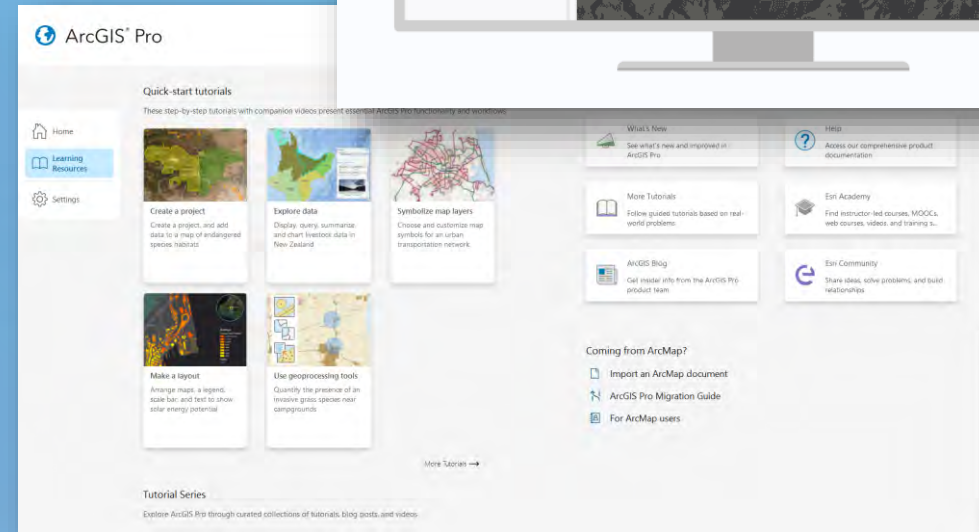 ArcGIS® Pro
Quick-start tutorials
These step-by-step tutorials with companion videos present essential ArcGIS Pro functionality and workflows
Home
Learning
Resources
Settings
Create a project
Create a project, and add
data to a map of endangered
species habitats
Explore data
Display, query, summarize,
and chart livestock data in
New Zealand
Symbolize map layers
Choose and customize map
symbols for an urban
transportation network
Make a layout
Arrange maps, a legend,
scale bar, and text to show
solar energy potential
Use geoprocessing tools
Quantify the presence of an
invasive grass species near
campgrounds
More Tutorials
Tutorial Series
Explore ArcGIS Pro through curated collections of tutorials, blog posts, and videos.
What's New
See what's new and improved in
ArcGIS Pro
Help
Access our comprehensive product
documentation
More Tutorials
Follow guided tutorials based on real-
world problems
Esri Academy
Find instructor-led courses, MOOCs,
web courses, videos, and training s...
ArcGIS Blog
Get insider info from the ArcGIS Pro
product team
Esri Community
Share ideas, solve problems, and build
relationships
Coming from ArcMap?
Import an ArcMap document
ArcGIS Pro Migration Guide
For ArcMap users